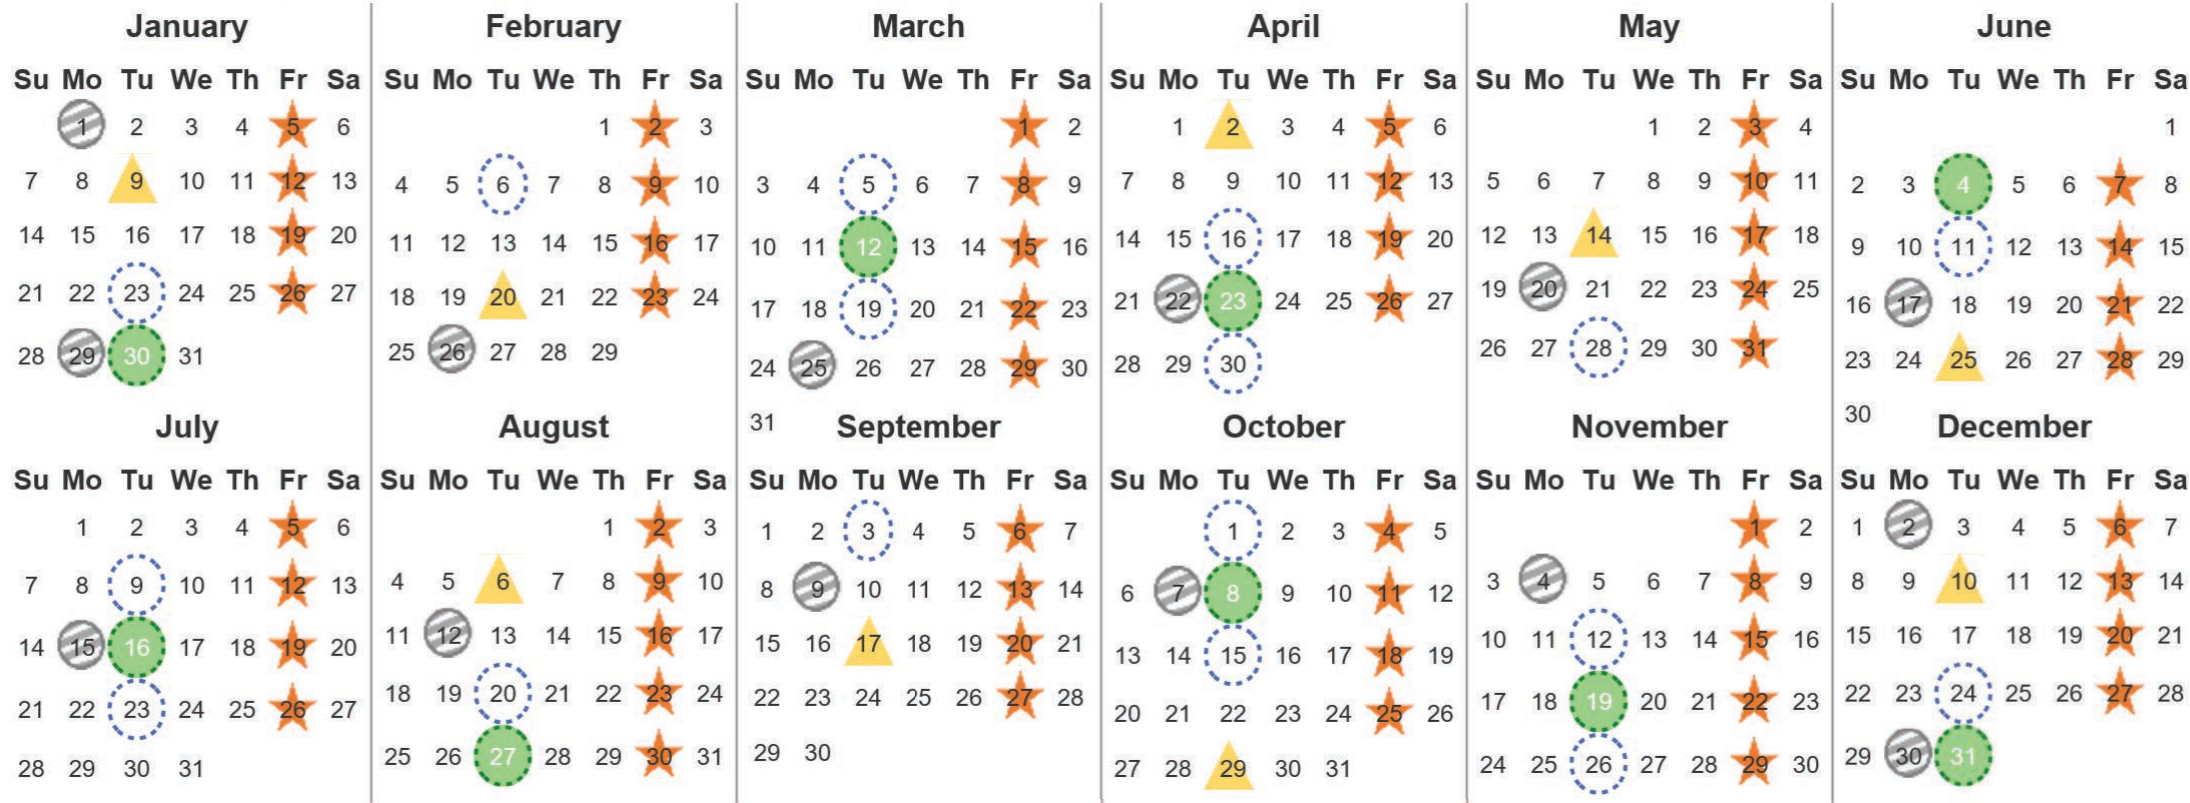 January February March April May June
Su Mo Tu We Th Fr Sa Su Mo Tu We Th Fr Sa Su Mo Tu We Th Fr Sa Su Mo Tu We Th Fr Sa Su Mo Tu We Th Fr Sa Su Mo Tu We Th Fr Sa
1 2 3 4 5 6 1 2 3 1 2 1 2 3 4 5 6 1 2 3 4 1
7 8 9 10 11 12 13 4 5 6 7 8 9 10 3 4 5 6 7 8 9 7 8 9 10 11 12 13 5 6 7 8 9 10 11 2 3 4 5 6 7 8
14 15 16 17 18 19 20 11 12 13 14 15 16 17 10 11 12 13 14 15 16 14 15 16 17 18 19 20 12 13 14 15 16 17 18 9 10 11 12 13 14 15
21 22 23 24 25 26 27 18 19 20 21 22 23 24 17 18 19 20 21 22 23 21 22 23 24 25 26 27 19 20 21 22 23 24 25 16 17 18 19 20 21 22
28 29 30 31 25 26 27 28 29 24 25 26 27 28 29 30 28 29 30 26 27 28 29 30 31 23 24 25 26 27 28 29
31 30
July August September October November December
Su Mo Tu We Th Fr Sa Su Mo Tu We Th Fr Sa Su Mo Tu We Th Fr Sa Su Mo Tu We Th Fr Sa Su Mo Tu We Th Fr Sa Su Mo Tu We Th Fr Sa
1 2 3 4 5 6 1 2 3 1 2 3 4 5 6 7 1 2 3 4 5 1 2 1 2 3 4 5 6 7
7 8 9 10 11 12 13 4 5 6 7 8 9 10 8 9 10 11 12 13 14 6 7 8 9 10 11 12 3 4 5 6 7 8 9 8 9 10 11 12 13 14
14 15 16 17 18 19 20 11 12 13 14 15 16 17 15 16 17 18 19 20 21 13 14 15 16 17 18 19 10 11 12 13 14 15 16 15 16 17 18 19 20 21
21 22 23 24 25 26 27 18 19 20 21 22 23 24 22 23 24 25 26 27 28 20 21 22 23 24 25 26 17 18 19 20 21 22 23 22 23 24 25 26 27 28
28 29 30 31 25 26 27 28 29 30 31 29 30 27 28 29 30 31 24 25 26 27 28 29 30 29 30 31